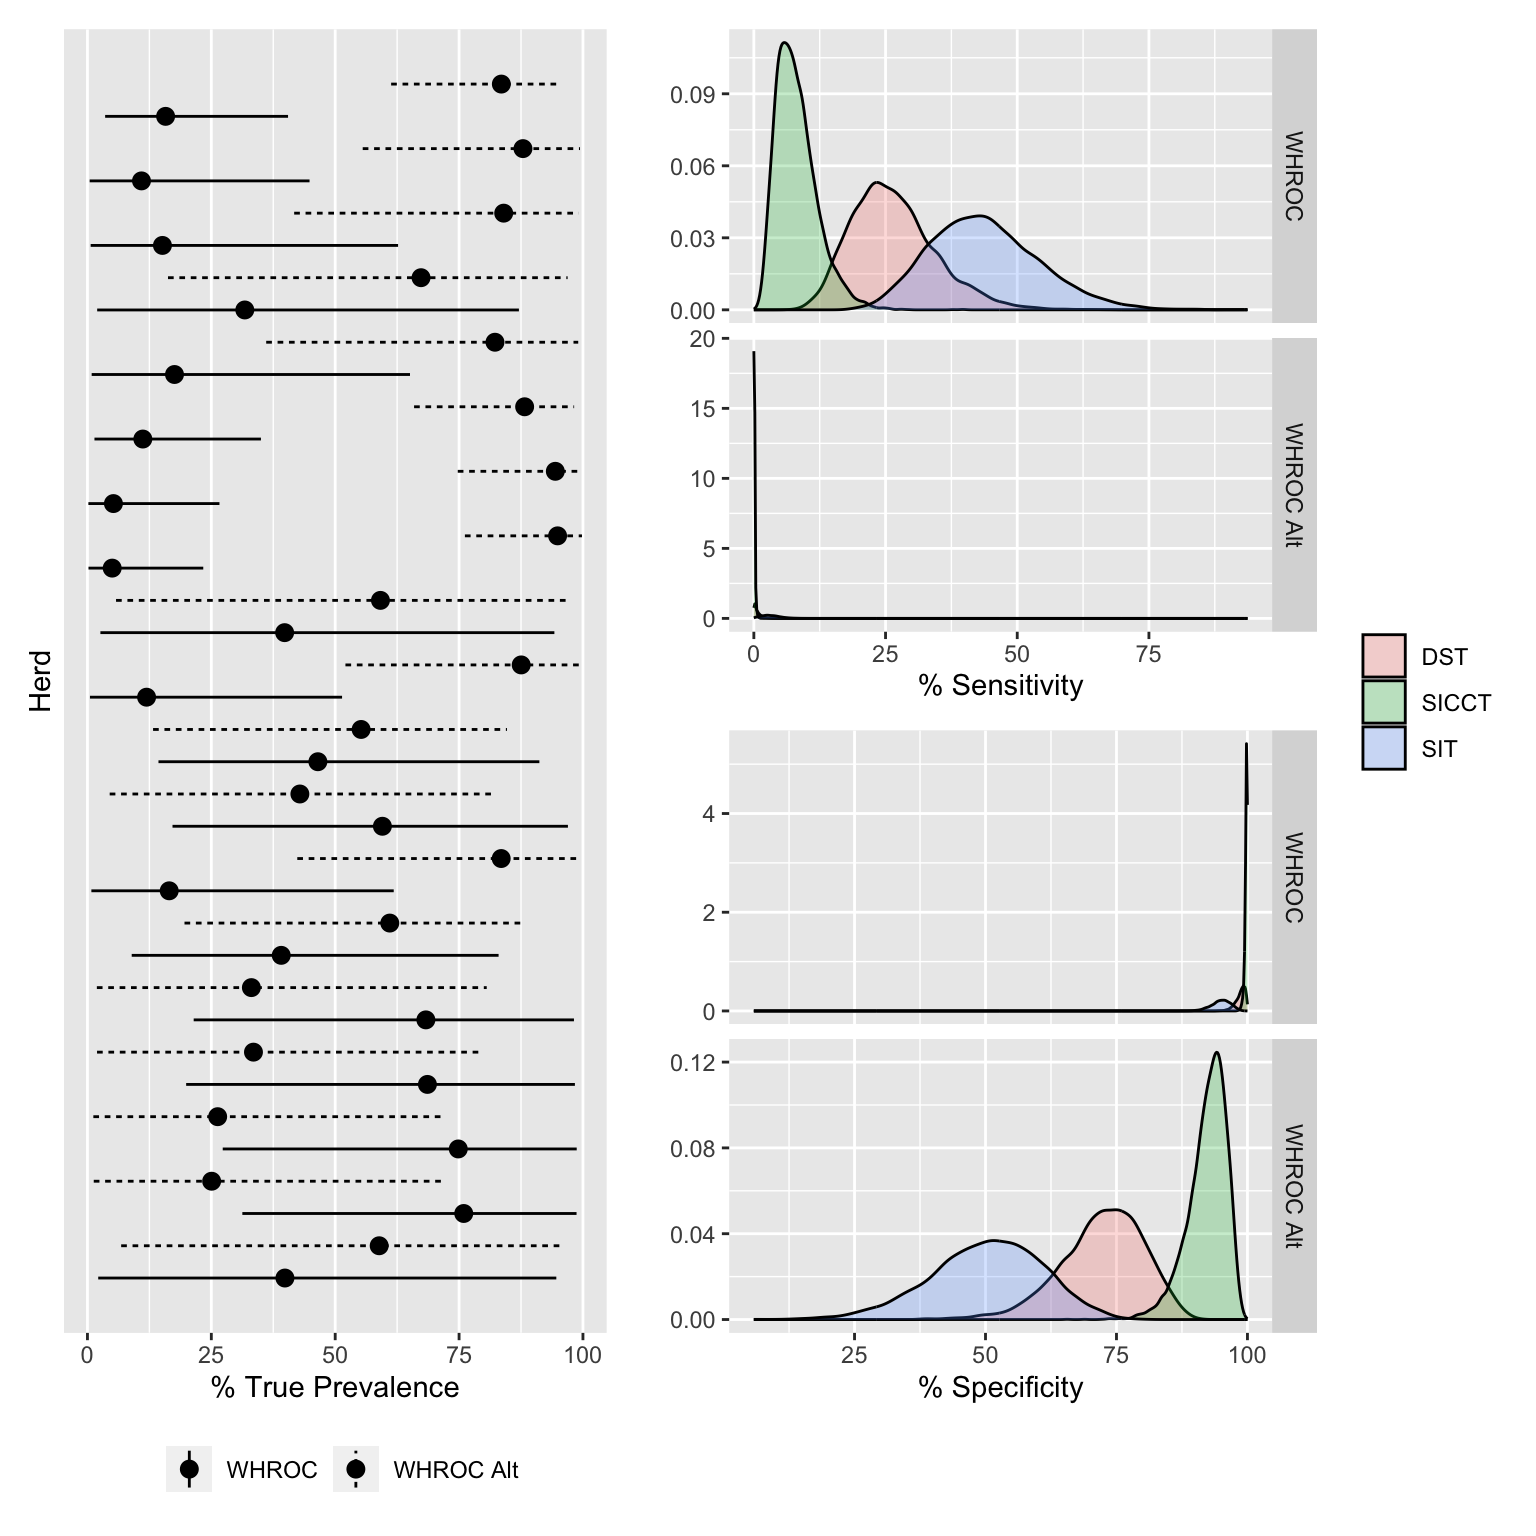 Herd
0 25 50 75 100
% True Prevalence
WHROC WHROC Alt
0.09
0.06
0.03
0.00
WHROC
20
15
10
5
0
WHROC Alt
0 25 50 75
% Sensitivity
4
2
0
WHROC
0.12
0.08
0.04
0.00
WHROC Alt
25 50 75 100
% Specificity
DST
SICCT
SIT